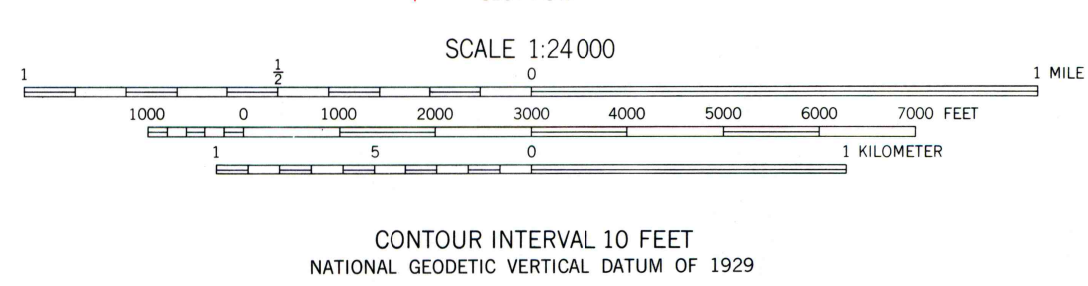 SCALE 1:24 000
1 1/2 0 1 MILE
1000 0 1000 2000 3000 4000 5000 6000 7000 FEET
1 5 0 1 KILOMETER
CONTOUR INTERVAL 10 FEET
NATIONAL GEODETIC VERTICAL DATUM OF 1929